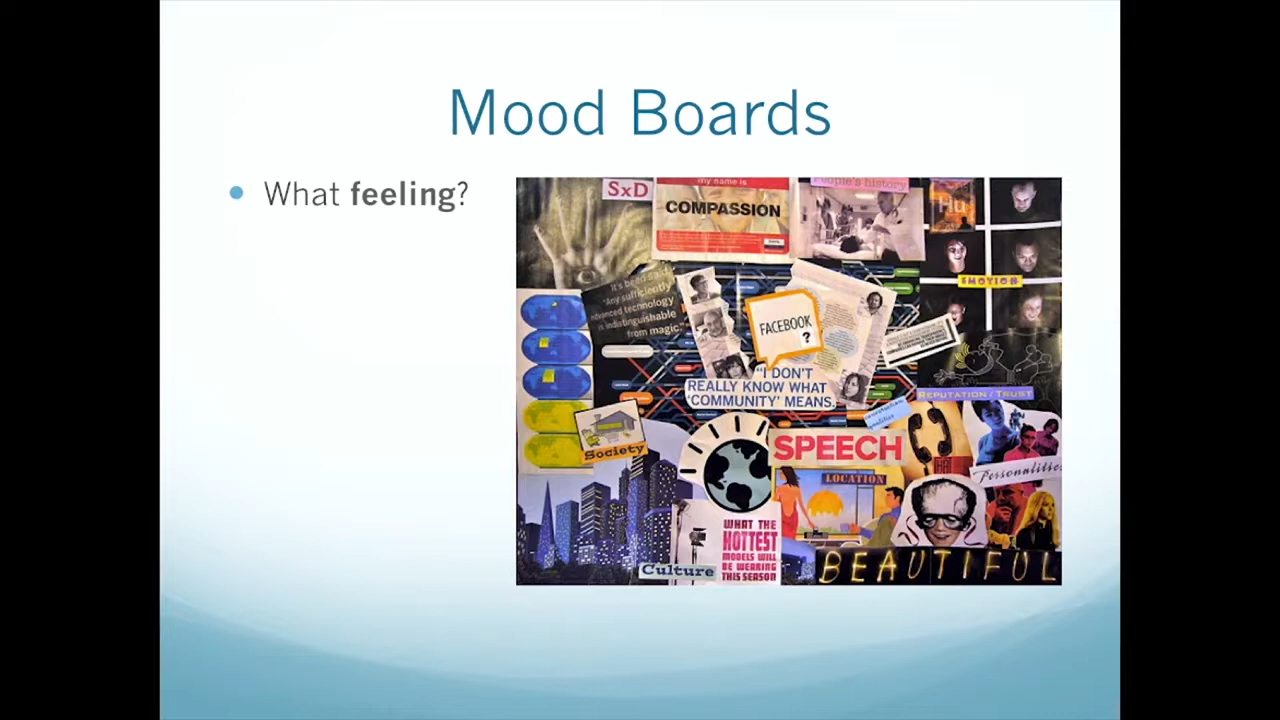 Mood Boards
What feeling?
SxD
my name is
COMPASSION
People's history
Hu
EMOTION
It's been said
"Any sufficiently
advanced technology
is indistinguishable
from magic."
FACEBOOK
?
"I DON'T
REALLY KNOW WHAT
'COMMUNITY' MEANS.
REPUTATION / TRUST
Society
SPEECH
LOCATION
Personalities
WHAT THE
HOTTEST
MODELS WILL
BE WEARING
THIS SEASON
Culture
BEAUTIFUL